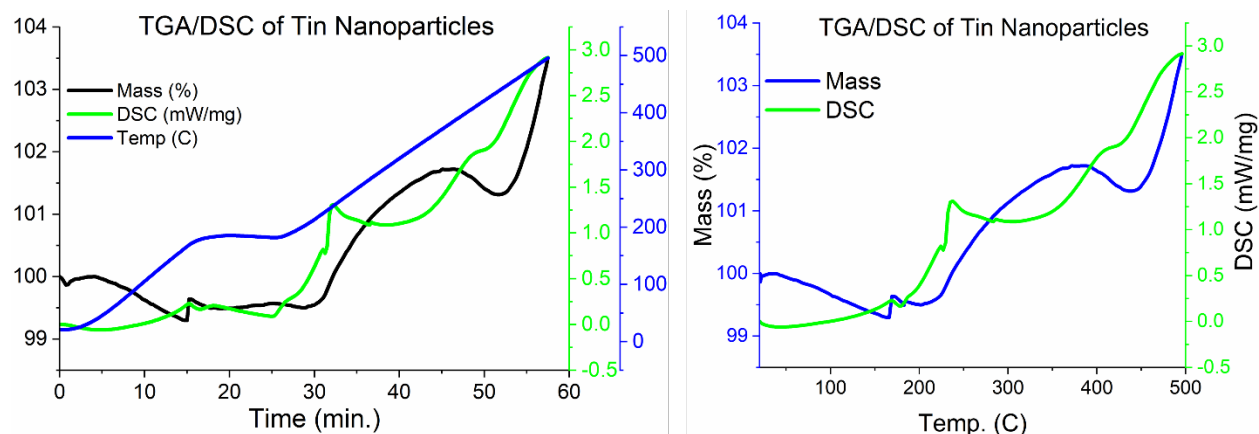 TGA/DSC of Tin Nanoparticles
Mass (%)
DSC (mW/mg)
Temp (C)
104
103
102
101
100
99
0 10 20 30 40 50 60
Time (min.)
3.0
2.5
2.0
1.5
1.0
0.5
0.0
-0.5
500
400
300
200
100
0
TGA/DSC of Tin Nanoparticles
Mass
DSC
Mass (%)
104
103
102
101
100
99
100 200 300 400 500
Temp. (C)
3.0
2.5
2.0
1.5
1.0
0.5
0.0
-0.5
DSC (mW/mg)